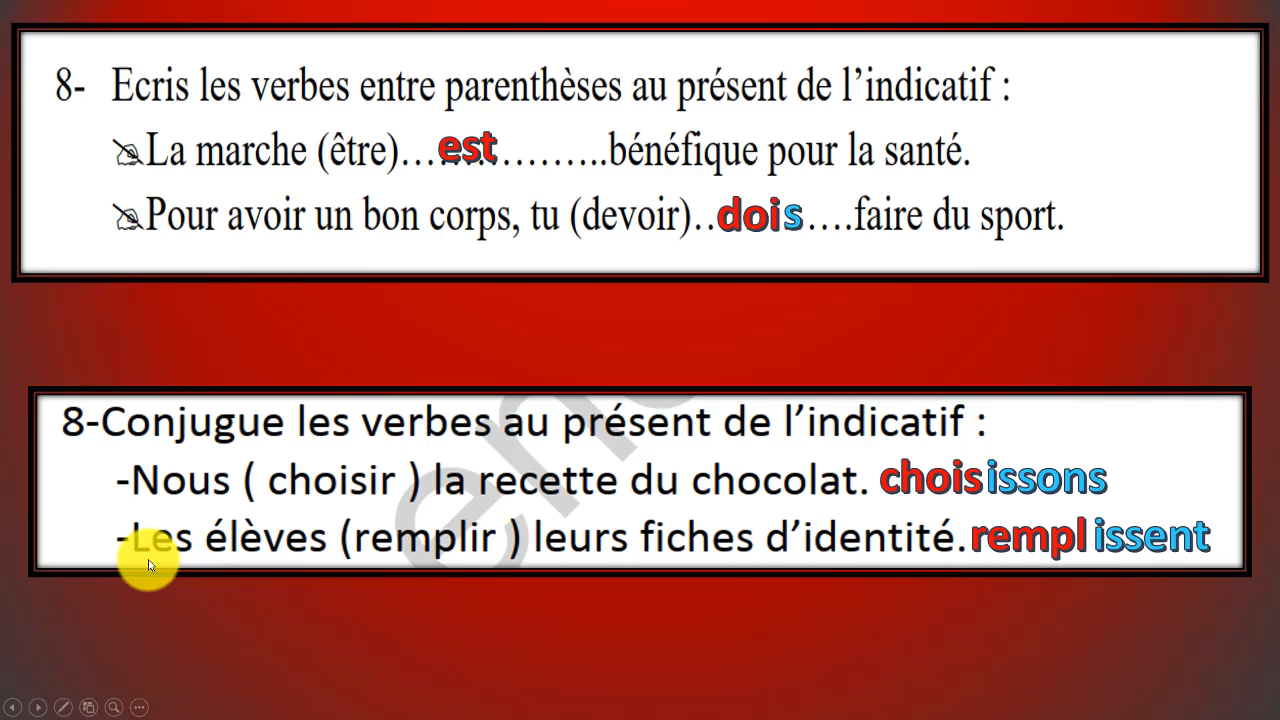 8- Ecris les verbes entre parenthèses au présent de l’indicatif :
La marche (être)….est…………..bénéfique pour la santé.
Pour avoir un bon corps, tu (devoir)..dois….faire du sport.
8-Conjugue les verbes au présent de l’indicatif :
-Nous ( choisir ) la recette du chocolat. choisissons
-Les élèves (remplir ) leurs fiches d’identité. remplissent